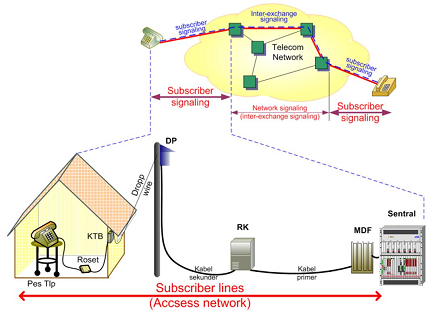 subscriber
signaling
Inter-exchange
signaling
Telecom
Network
subscriber
signaling
Subscriber
signaling
Network signaling
(inter-exchange signaling)
Subscriber
signaling
DP
Dropp
wire
KTB
Roset
Pes Tlp
Kabel
sekunder
RK
Kabel
primer
MDF
Sentral
Subscriber lines
(Accsess network)